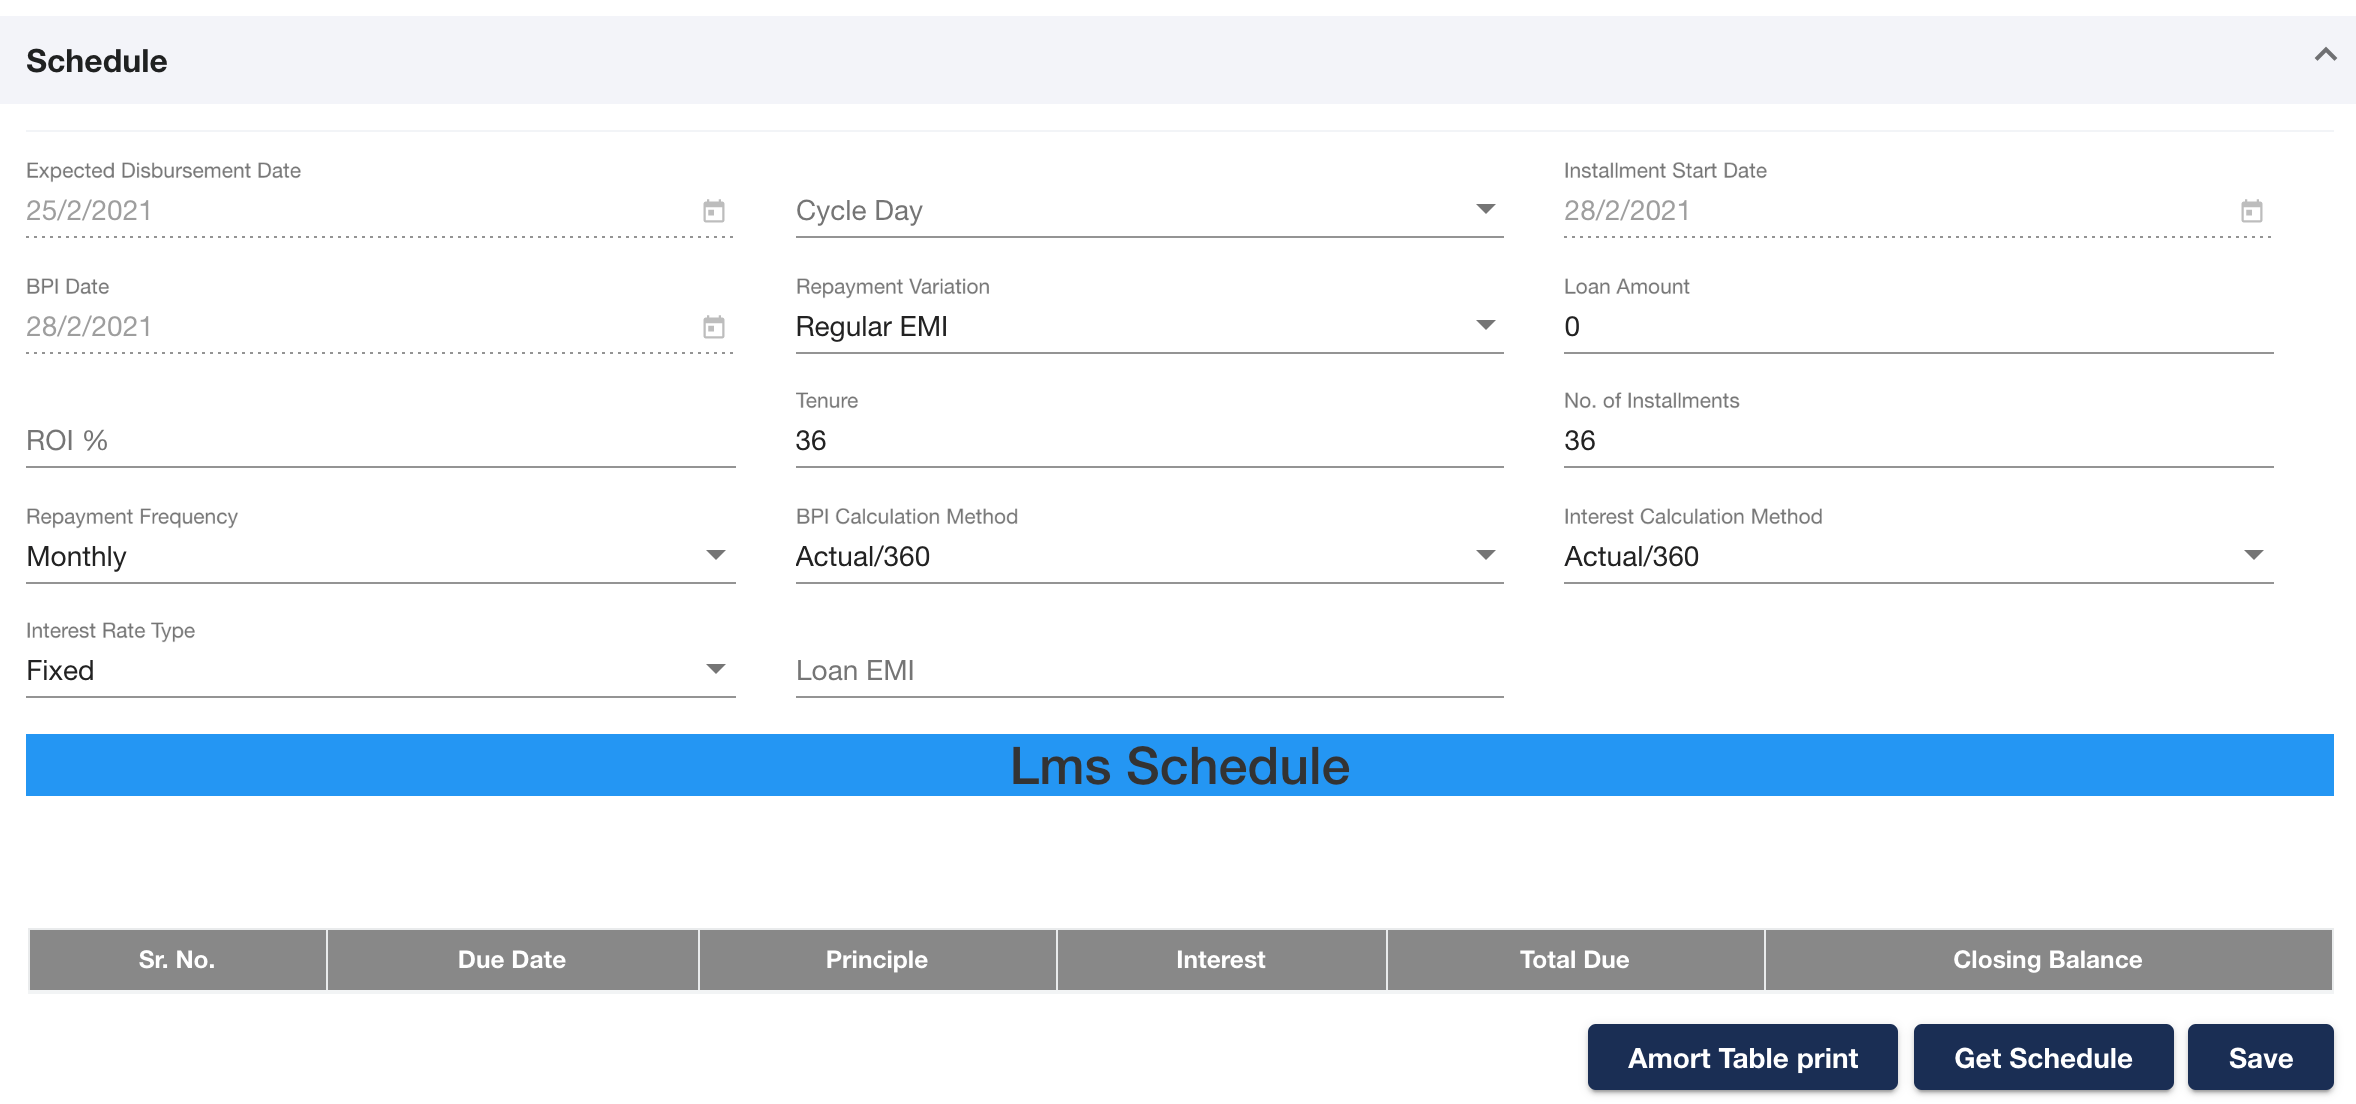 Schedule
Expected Disbursement Date
25/2/2021
Cycle Day
Installment Start Date
28/2/2021
BPI Date
28/2/2021
Repayment Variation
Regular EMI
Loan Amount
0
ROI %
Tenure
36
No. of Installments
36
Repayment Frequency
Monthly
BPI Calculation Method
Actual/360
Interest Calculation Method
Actual/360
Interest Rate Type
Fixed
Loan EMI
Lms Schedule
Sr. No. Due Date Principle Interest Total Due Closing Balance
Amort Table print Get Schedule Save